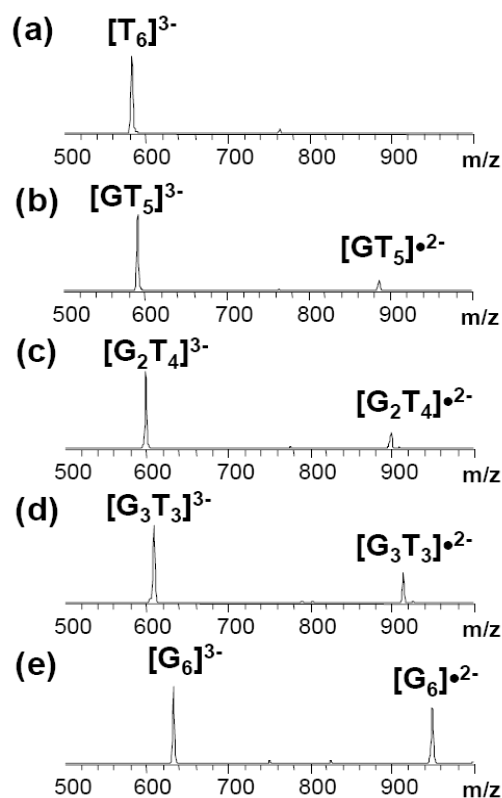 (a) [T₆]³⁻
500 600 700 800 900 m/z
(b) [GT₅]³⁻ [GT₅]•²⁻
500 600 700 800 900 m/z
(c) [G₂T₄]³⁻ [G₂T₄]•²⁻
500 600 700 800 900 m/z
(d) [G₃T₃]³⁻ [G₃T₃]•²⁻
500 600 700 800 900 m/z
(e) [G₆]³⁻ [G₆]•²⁻
500 600 700 800 900 m/z